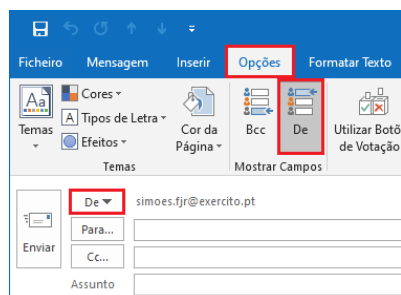 Ficheiro Mensagem Inserir Opções Formatar Texto
Aa Cores
A Tipos de Letra
Efeitos
Temas
Cor da
Página
Bcc
De
Utilizar Botõ
de Votação
Temas
Mostrar Campos
De simoes.fjr@exercito.pt
Para...
Cc...
Enviar
Assunto